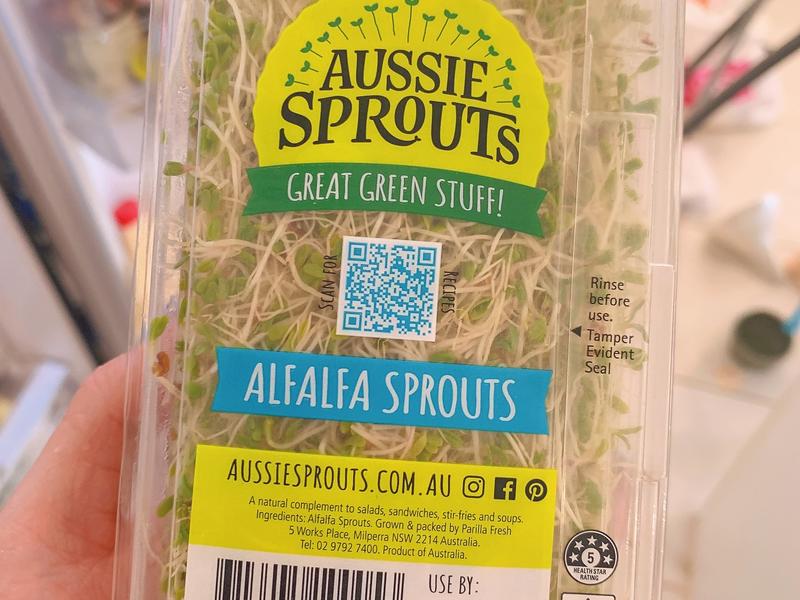 AUSSIE
SPROUTS
GREAT GREEN STUFF!
SCAN FOR
RECIPES
Rinse
before
use.
Tamper
Evident
Seal
ALFALFA SPROUTS
AUSSIESPROUTS.COM.AU
A natural complement to salads, sandwiches, stir-fries and soups.
Ingredients: Alfalfa Sprouts. Grown & packed by Parilla Fresh
5 Works Place, Milperra NSW 2214 Australia.
Tel: 02 9792 7400. Product of Australia.
5
HEALTH STAR
RATING
USE BY: